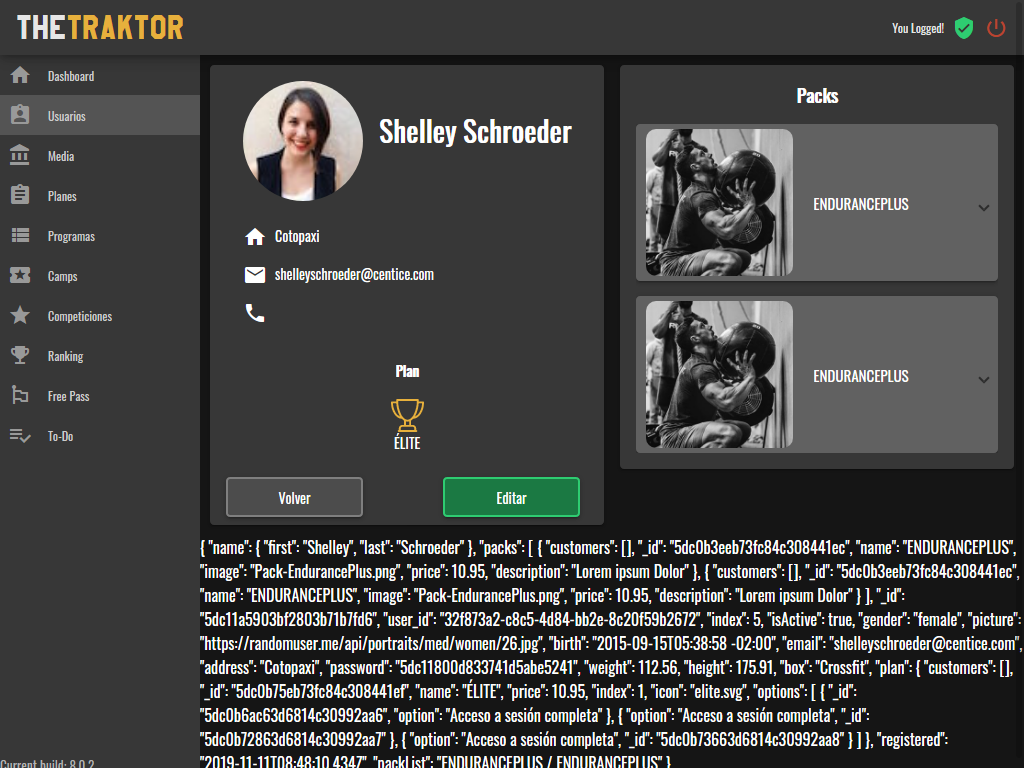 THETRAKTOR
You Logged!
Dashboard
Usuarios
Media
Planes
Programas
Camps
Competiciones
Ranking
Free Pass
To-Do
Current build: 8.0.2
Shelley Schroeder
Cotopaxi
shelleyschroeder@centice.com
Plan
ÉLITE
Volver
Editar
Packs
ENDURANCEPLUS
ENDURANCEPLUS
{ "name": { "first": "Shelley", "last": "Schroeder" }, "packs": [ { "customers": [], "_id": "5dc0b3eeb73fc84c308441ec", "name": "ENDURANCEPLUS",
"image": "Pack-EndurancePlus.png", "price": 10.95, "description": "Lorem ipsum Dolor" }, { "customers": [], "_id": "5dc0b3eeb73fc84c308441ec",
"name": "ENDURANCEPLUS", "image": "Pack-EndurancePlus.png", "price": 10.95, "description": "Lorem ipsum Dolor" } ], "_id":
"5dc11a5903bf2803b71b7fd6", "user_id": "32f873a2-c8c5-4d84-bb2e-8c20f59b2672", "index": 5, "isActive": true, "gender": "female", "picture":
"https://randomuser.me/api/portraits/med/women/26.jpg", "birth": "2015-09-15T05:38:58 -02:00", "email": "shelleyschroeder@centice.com",
"address": "Cotopaxi", "password": "5dc11800d833741d5abe5241", "weight": 112.56, "height": 175.91, "box": "Crossfit", "plan": { "customers": [],
"_id": "5dc0b75eb73fc84c308441ef", "name": "ÉLITE", "price": 10.95, "index": 1, "icon": "elite.svg", "options": [ { "_id":
"5dc0b6ac63d6814c30992aa6", "option": "Acceso a sesión completa" }, { "option": "Acceso a sesión completa", "_id":
"5dc0b72863d6814c30992aa7" }, { "option": "Acceso a sesión completa", "_id": "5dc0b73663d6814c30992aa8" } ] }, "registered":
"2019-11-11T08:48:10.434Z", "packList": "ENDURANCEPLUS / ENDURANCEPLUS" }